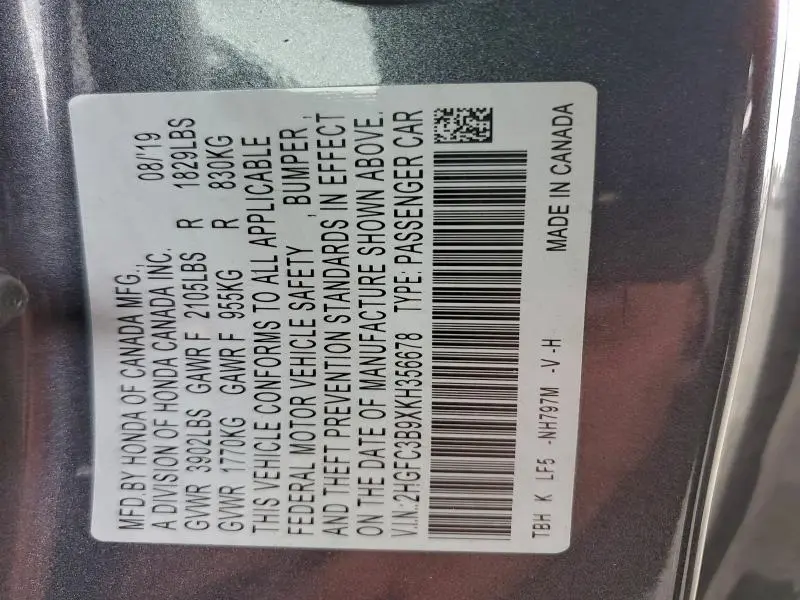 MFD.BY HONDA OF CANADA MFG., 08/'19
A DIVISION OF HONDA CANADA INC.
GVWR 3902LBS GAWR F 2105LBS R 1829LBS
GVWR 1770KG GAWR F 955KG R 830KG
THIS VEHICLE CONFORMS TO ALL APPLICABLE
FEDERAL MOTOR VEHICLE SAFETY , BUMPER ,
AND THEFT PREVENTION STANDARDS IN EFFECT
ON THE DATE OF MANUFACTURE SHOWN ABOVE.
V.I.N.:2HGFC3B9XKH356678 TYPE: PASSENGER CAR
TBH K LF5 -NH797M -V -H MADE IN CANADA